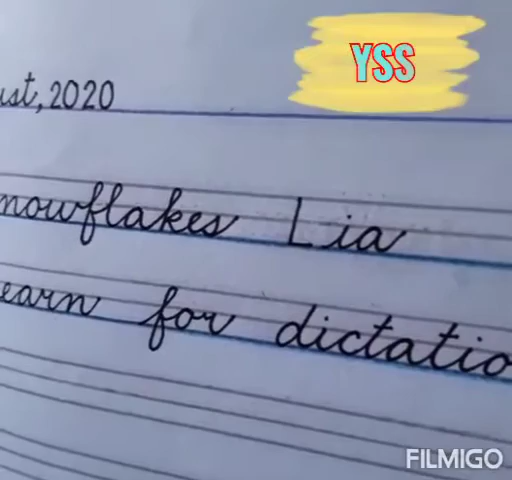 YSS
ust, 2020
nowflakes Lia
earn for dictatio
FILMIGO